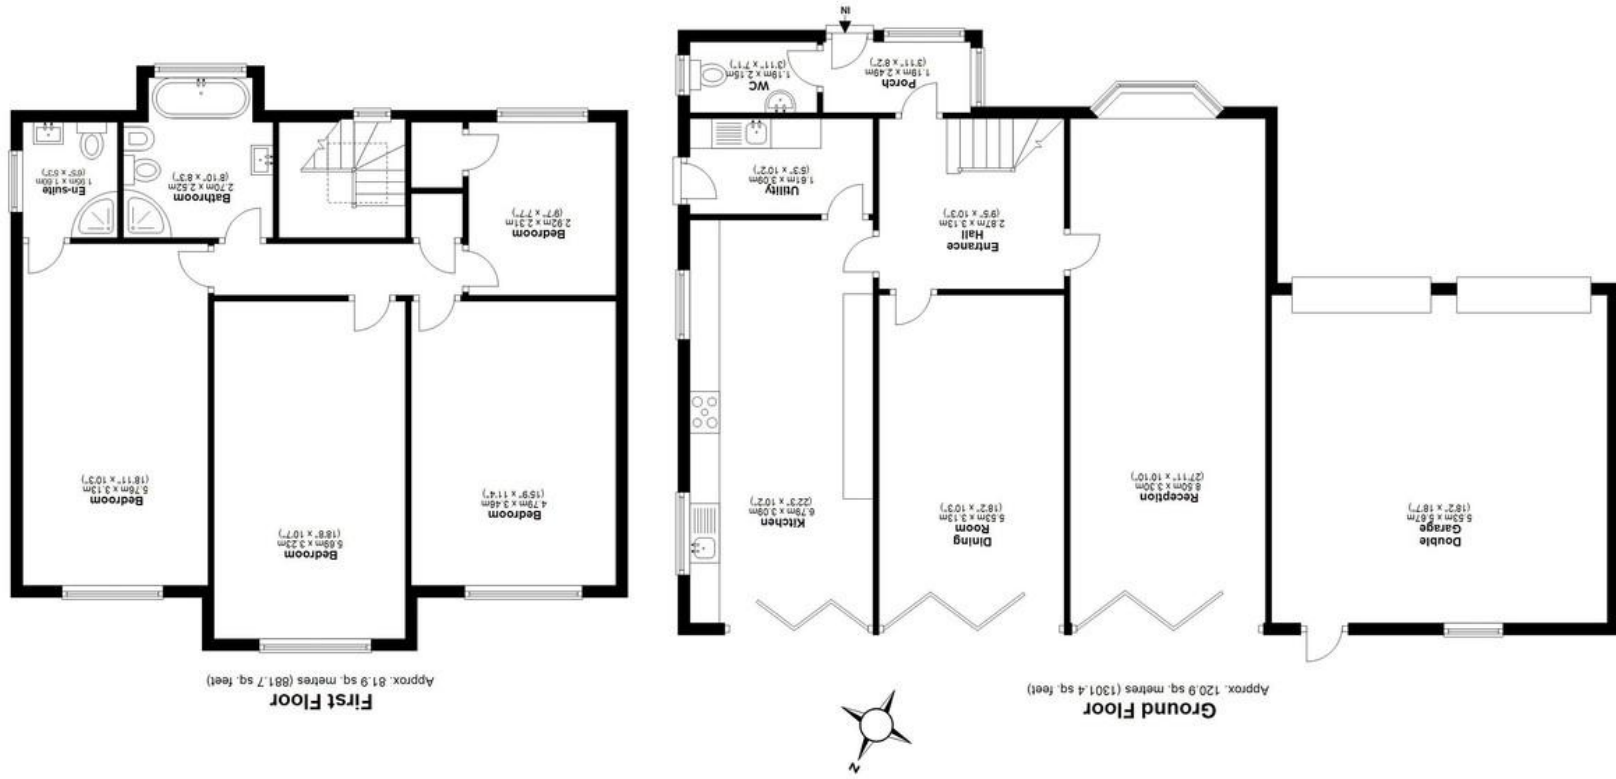 N
Ground Floor
Approx. 120.9 sq. metres (1301.4 sq. feet)
Double
Garage
5.53m x 5.67m
(18'2" x 18'7")
Reception
8.50m x 3.30m
(27'11" x 10'10")
Dining
Room
5.53m x 3.13m
(18'2" x 10'3")
Kitchen
6.79m x 3.09m
(22'3" x 10'2")
Entrance
Hall
2.87m x 3.13m
(9'5" x 10'3")
Utility
1.61m x 3.09m
(5'3" x 10'2")
Porch
1.19m x 2.49m
(3'11" x 8'2")
WC
1.19m x 2.15m
(3'11" x 7'1")
IN
First Floor
Approx. 81.9 sq. metres (881.7 sq. feet)
Bedroom
4.79m x 3.46m
(15'9" x 11'4")
Bedroom
5.69m x 3.23m
(18'8" x 10'7")
Bedroom
5.76m x 3.13m
(18'11" x 10'3")
Bedroom
2.92m x 2.31m
(9'7" x 7'7")
Bathroom
2.70m x 2.52m
(8'10" x 8'3")
En-suite
1.95m x 1.60m
(6'5" x 5'3")